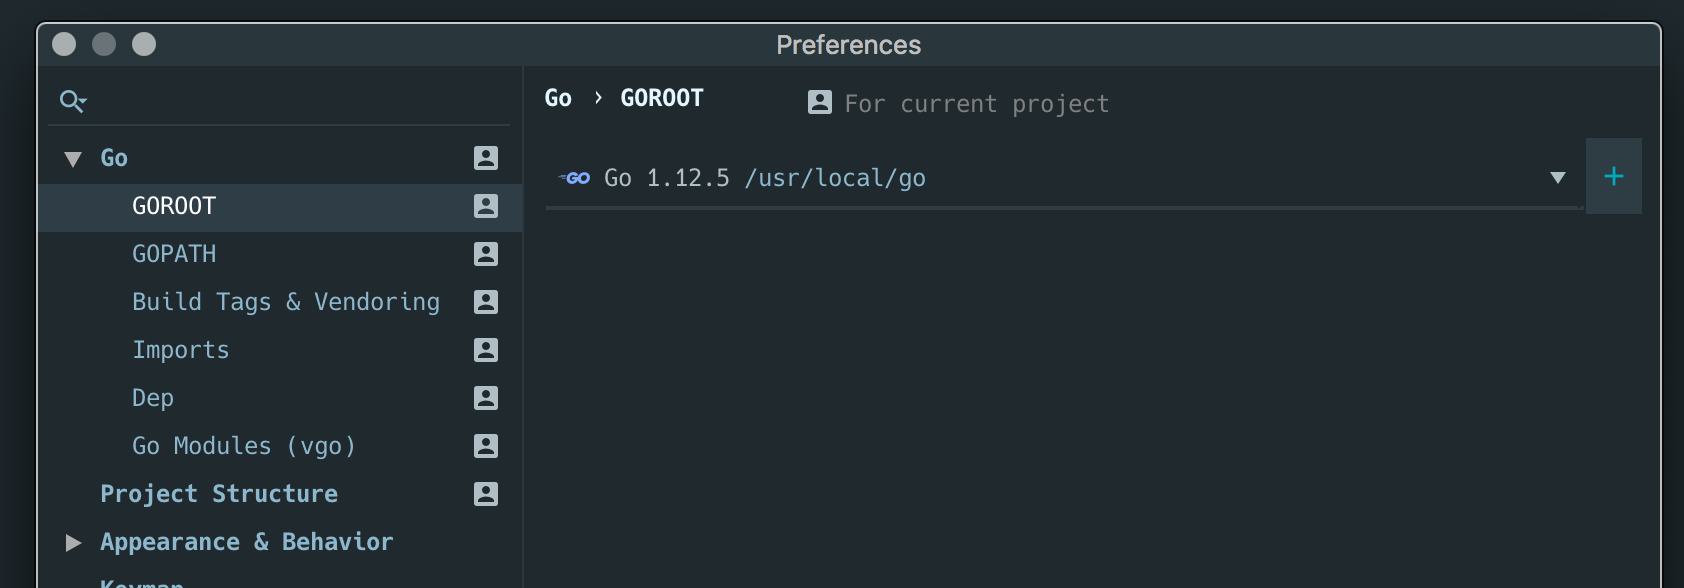 Preferences
Go › GOROOT
For current project
Go
GOROOT
GOPATH
Build Tags & Vendoring
Imports
Dep
Go Modules (vgo)
Project Structure
Appearance & Behavior
Keymap
GO Go 1.12.5 /usr/local/go
+